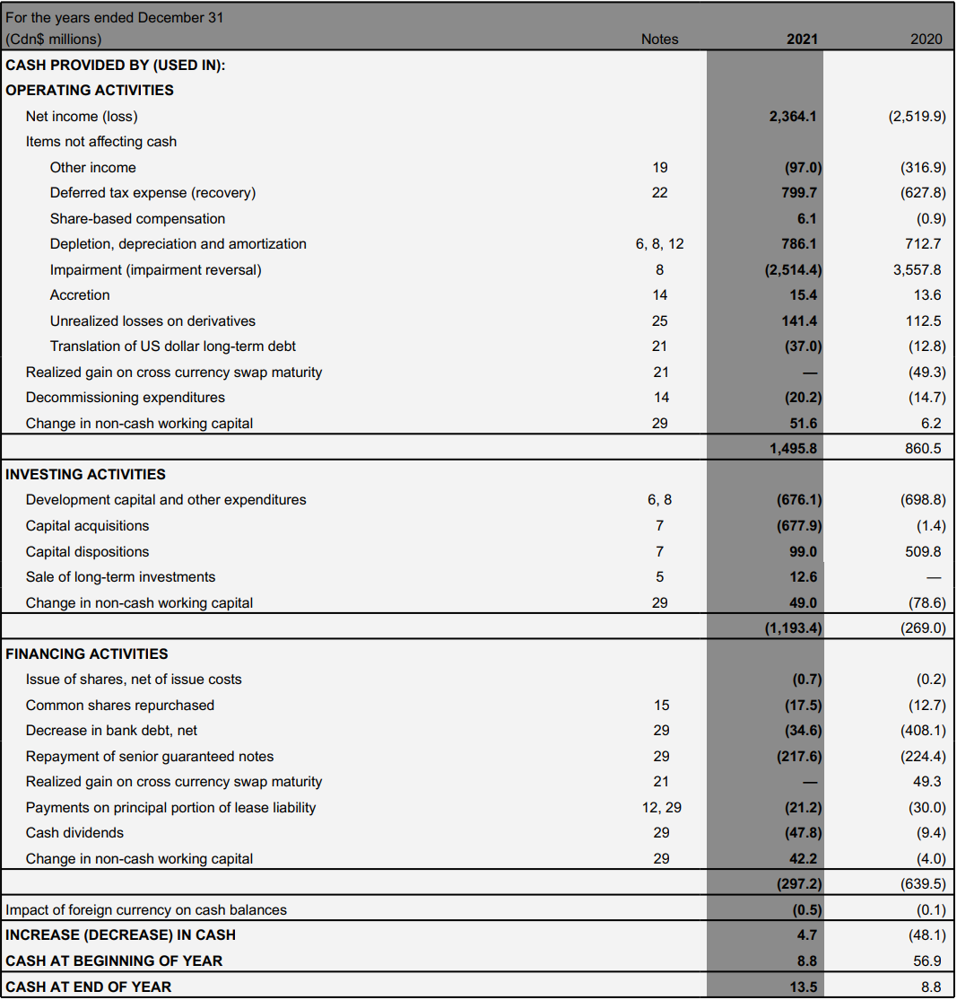 For the years ended December 31
(Cdn$ millions) Notes 2021 2020
CASH PROVIDED BY (USED IN):
OPERATING ACTIVITIES
Net income (loss) 2,364.1 (2,519.9)
Items not affecting cash
Other income 19 (97.0) (316.9)
Deferred tax expense (recovery) 22 799.7 (627.8)
Share-based compensation 6.1 (0.9)
Depletion, depreciation and amortization 6, 8, 12 786.1 712.7
Impairment (impairment reversal) 8 (2,514.4) 3,557.8
Accretion 14 15.4 13.6
Unrealized losses on derivatives 25 141.4 112.5
Translation of US dollar long-term debt 21 (37.0) (12.8)
Realized gain on cross currency swap maturity 21 — (49.3)
Decommissioning expenditures 14 (20.2) (14.7)
Change in non-cash working capital 29 51.6 6.2
1,495.8 860.5
INVESTING ACTIVITIES
Development capital and other expenditures 6, 8 (676.1) (698.8)
Capital acquisitions 7 (677.9) (1.4)
Capital dispositions 7 99.0 509.8
Sale of long-term investments 5 12.6 —
Change in non-cash working capital 29 49.0 (78.6)
(1,193.4) (269.0)
FINANCING ACTIVITIES
Issue of shares, net of issue costs (0.7) (0.2)
Common shares repurchased 15 (17.5) (12.7)
Decrease in bank debt, net 29 (34.6) (408.1)
Repayment of senior guaranteed notes 29 (217.6) (224.4)
Realized gain on cross currency swap maturity 21 — 49.3
Payments on principal portion of lease liability 12, 29 (21.2) (30.0)
Cash dividends 29 (47.8) (9.4)
Change in non-cash working capital 29 42.2 (4.0)
(297.2) (639.5)
Impact of foreign currency on cash balances (0.5) (0.1)
INCREASE (DECREASE) IN CASH 4.7 (48.1)
CASH AT BEGINNING OF YEAR 8.8 56.9
CASH AT END OF YEAR 13.5 8.8